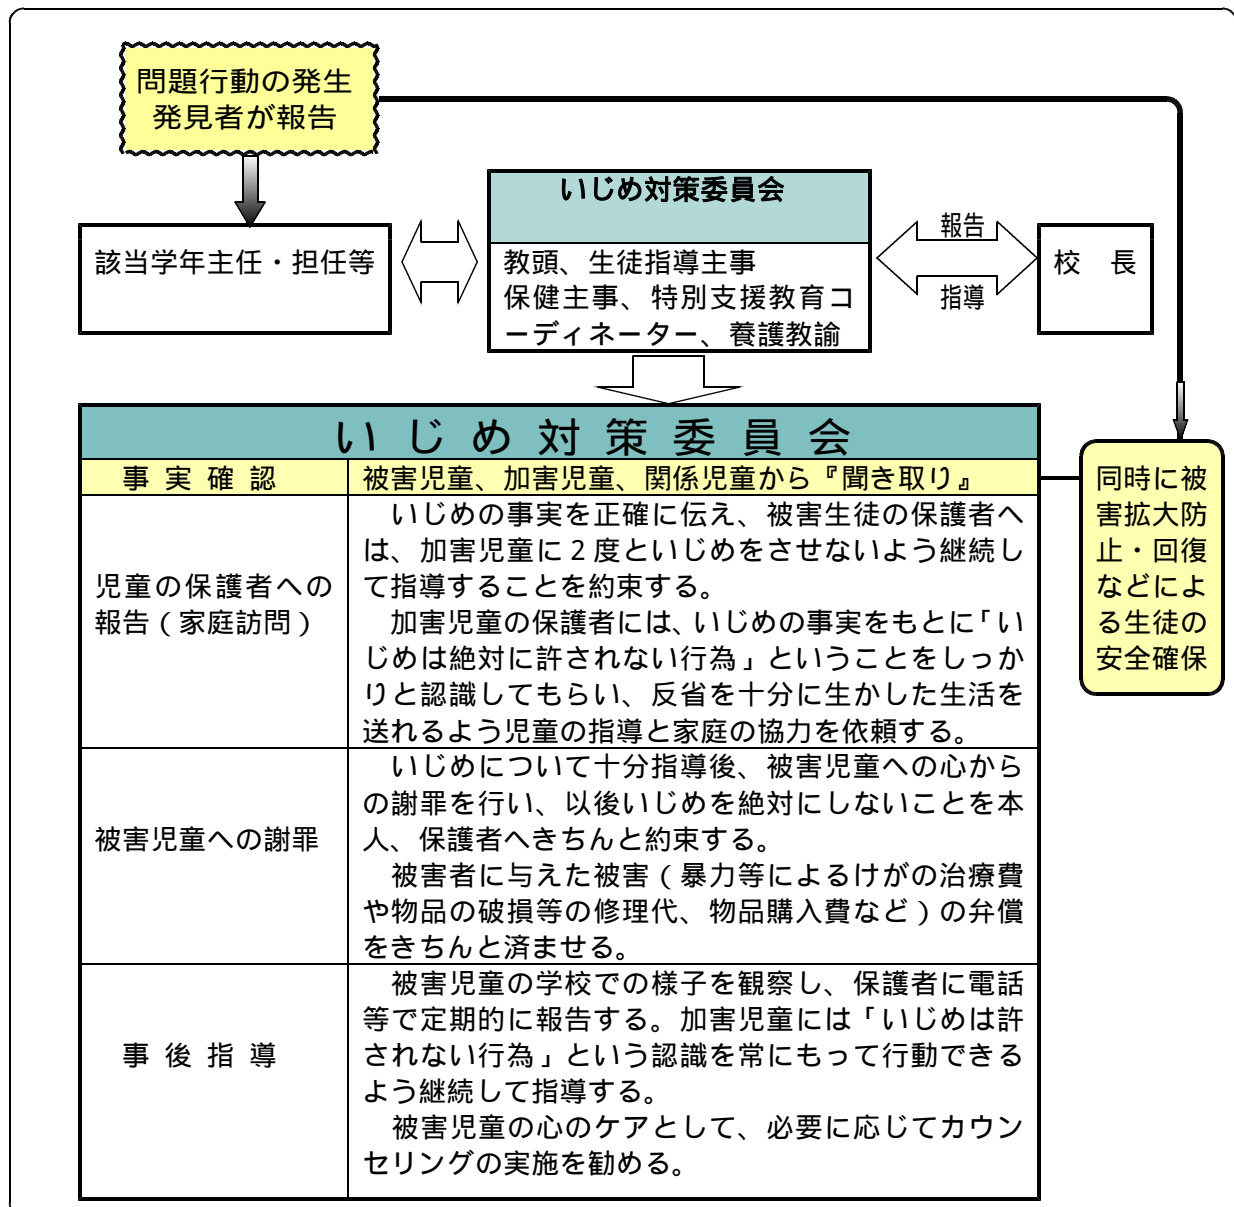 問題行動の発生
発見者が報告
いじめ対策委員会
該当学年主任・担任等
教頭、生徒指導主事
保健主事、特別支援教育コ
ーディネーター、養護教諭
報告
指導
校　長
いじめ対策委員会
事実確認
被害児童、加害児童、関係児童から『聞き取り』
児童の保護者への
報告（家庭訪問）
　いじめの事実を正確に伝え、被害生徒の保護者へ
は、加害児童に２度といじめをさせないよう継続し
て指導することを約束する。
　加害児童の保護者には、いじめの事実をもとに「い
じめは絶対に許されない行為」ということをしっか
りと認識してもらい、反省を十分に生かした生活を
送れるよう児童の指導と家庭の協力を依頼する。
被害児童への謝罪
　いじめについて十分指導後、被害児童への心から
の謝罪を行い、以後いじめを絶対にしないことを本
人、保護者へきちんと約束する。
　被害者に与えた被害（暴力等によるけがの治療費
や物品の破損等の修理代、物品購入費など）の弁償
をきちんと済ませる。
事後指導
　被害児童の学校での様子を観察し、保護者に電話
等で定期的に報告する。加害児童には「いじめは許
されない行為」という認識を常にもって行動できる
よう継続して指導する。
　被害児童の心のケアとして、必要に応じてカウン
セリングの実施を勧める。
同時に被
害拡大防
止・回復
などによ
る生徒の
安全確保